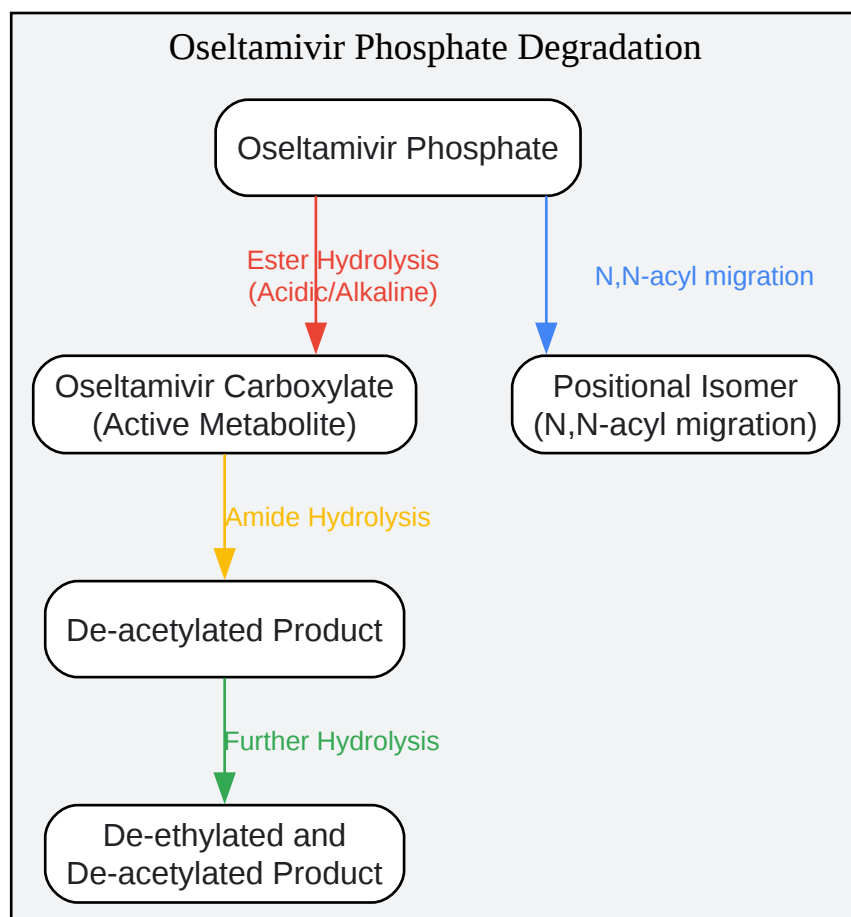 Oseltamivir Phosphate Degradation
Oseltamivir Phosphate
Ester Hydrolysis
(Acidic/Alkaline)
N,N-acyl migration
Oseltamivir Carboxylate
(Active Metabolite)
Positional Isomer
(N,N-acyl migration)
Amide Hydrolysis
De-acetylated Product
Further Hydrolysis
De-ethylated and
De-acetylated Product